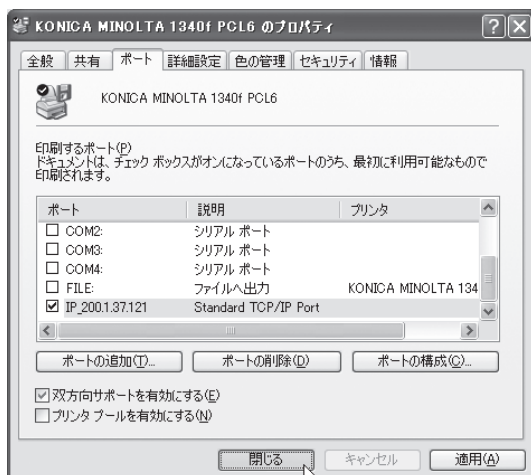 KONICA MINOLTA 1340f PCL6 のプロパティ
全般 共有 ポート 詳細設定 色の管理 セキュリティ 情報
KONICA MINOLTA 1340f PCL6
印刷するポート(P)
ドキュメントは、チェック ボックスがオンになっているポートのうち、最初に利用可能なもので
印刷されます。
ポート 説明 プリンタ
COM2: シリアル ポート
COM3: シリアル ポート
COM4: シリアル ポート
FILE: ファイルへ出力 KONICA MINOLTA 134
IP_200.1.37.121 Standard TCP/IP Port
ポートの追加(T)... ポートの削除(D) ポートの構成(C)...
双方向サポートを有効にする(E)
プリンタ プールを有効にする(N)
閉じる キャンセル 適用(A)